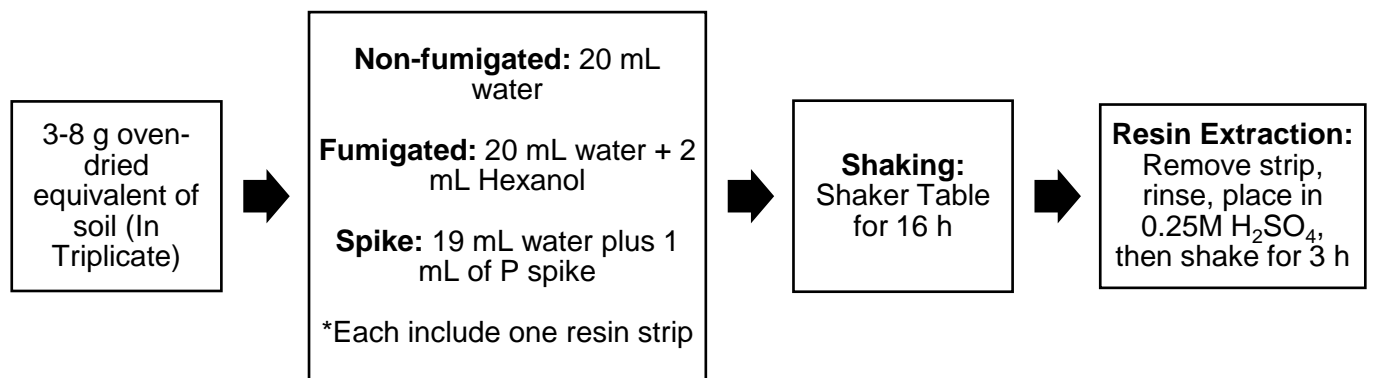 3-8 g oven-
dried
equivalent of
soil (In
Triplicate)
Non-fumigated: 20 mL
water
Fumigated: 20 mL water + 2
mL Hexanol
Spike: 19 mL water plus 1
mL of P spike
*Each include one resin strip
Shaking:
Shaker Table
for 16 h
Resin Extraction:
Remove strip,
rinse, place in
0.25M H₂SO₄,
then shake for 3 h